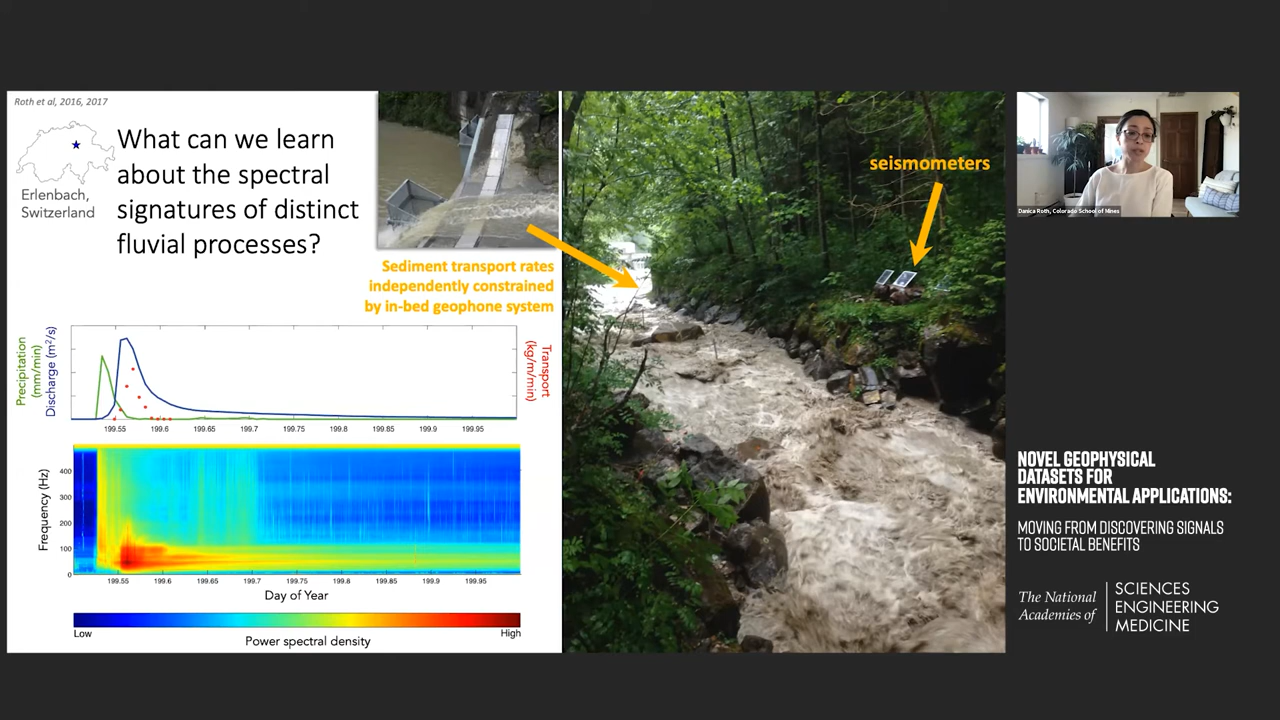 Roth et al, 2016, 2017
What can we learn
about the spectral
signatures of distinct
fluvial processes?
Erlenbach,
Switzerland
seismometers
Sediment transport rates
independently constrained
by in-bed geophone system
Precipitation
(mm/min)
Discharge (m²/s)
Transport
(kg/m/min)
199.55 199.6 199.65 199.7 199.75 199.8 199.85 199.9 199.95
Frequency (Hz)
400
300
200
100
0
199.55 199.6 199.65 199.7 199.75 199.8 199.85 199.9 199.95
Day of Year
Low High
Power spectral density
Danica Roth, Colorado School of Mines
NOVEL GEOPHYSICAL
DATASETS FOR
ENVIRONMENTAL APPLICATIONS:
MOVING FROM DISCOVERING SIGNALS
TO SOCIETAL BENEFITS
The National
Academies of
SCIENCES
ENGINEERING
MEDICINE